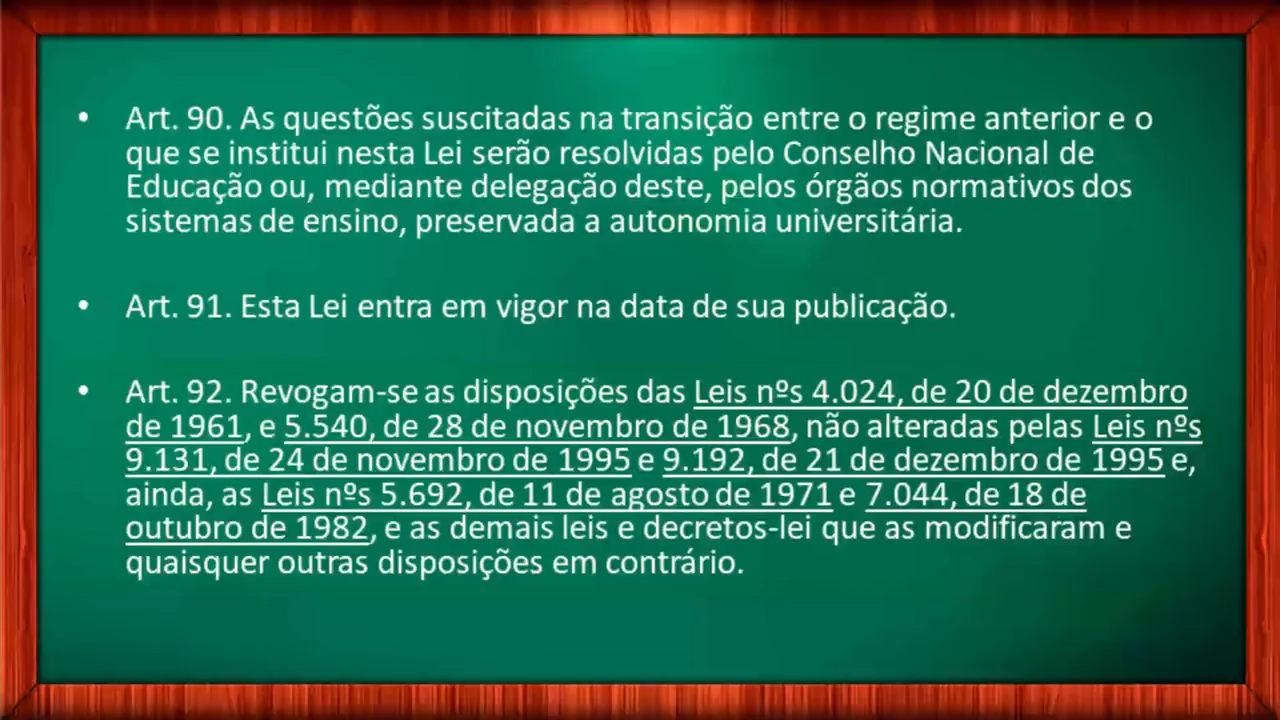 • Art. 90. As questões suscitadas na transição entre o regime anterior e o
que se institui nesta Lei serão resolvidas pelo Conselho Nacional de
Educação ou, mediante delegação deste, pelos órgãos normativos dos
sistemas de ensino, preservada a autonomia universitária.
• Art. 91. Esta Lei entra em vigor na data de sua publicação.
• Art. 92. Revogam-se as disposições das Leis nºs 4.024, de 20 de dezembro
de 1961, e 5.540, de 28 de novembro de 1968, não alteradas pelas Leis nºs
9.131, de 24 de novembro de 1995 e 9.192, de 21 de dezembro de 1995 e,
ainda, as Leis nºs 5.692, de 11 de agosto de 1971 e 7.044, de 18 de
outubro de 1982, e as demais leis e decretos-lei que as modificaram e
quaisquer outras disposições em contrário.